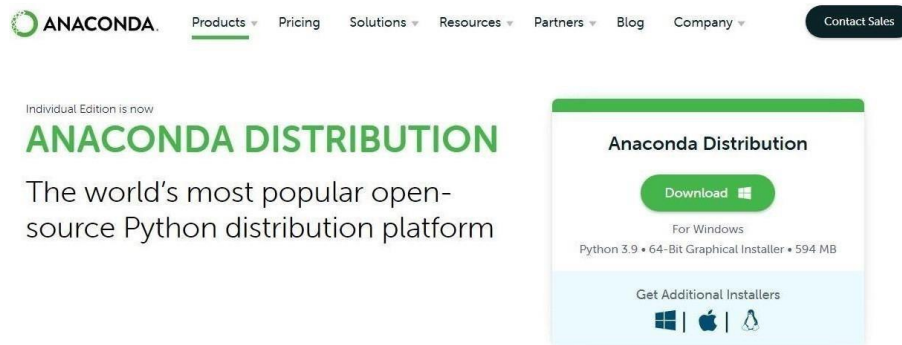 ANACONDA.
Products
Pricing
Solutions
Resources
Partners
Blog
Company
Contact Sales
Individual Edition is now
ANACONDA DISTRIBUTION
The world's most popular open-
source Python distribution platform
Anaconda Distribution
Download
For Windows
Python 3.9 • 64-Bit Graphical Installer • 594 MB
Get Additional Installers